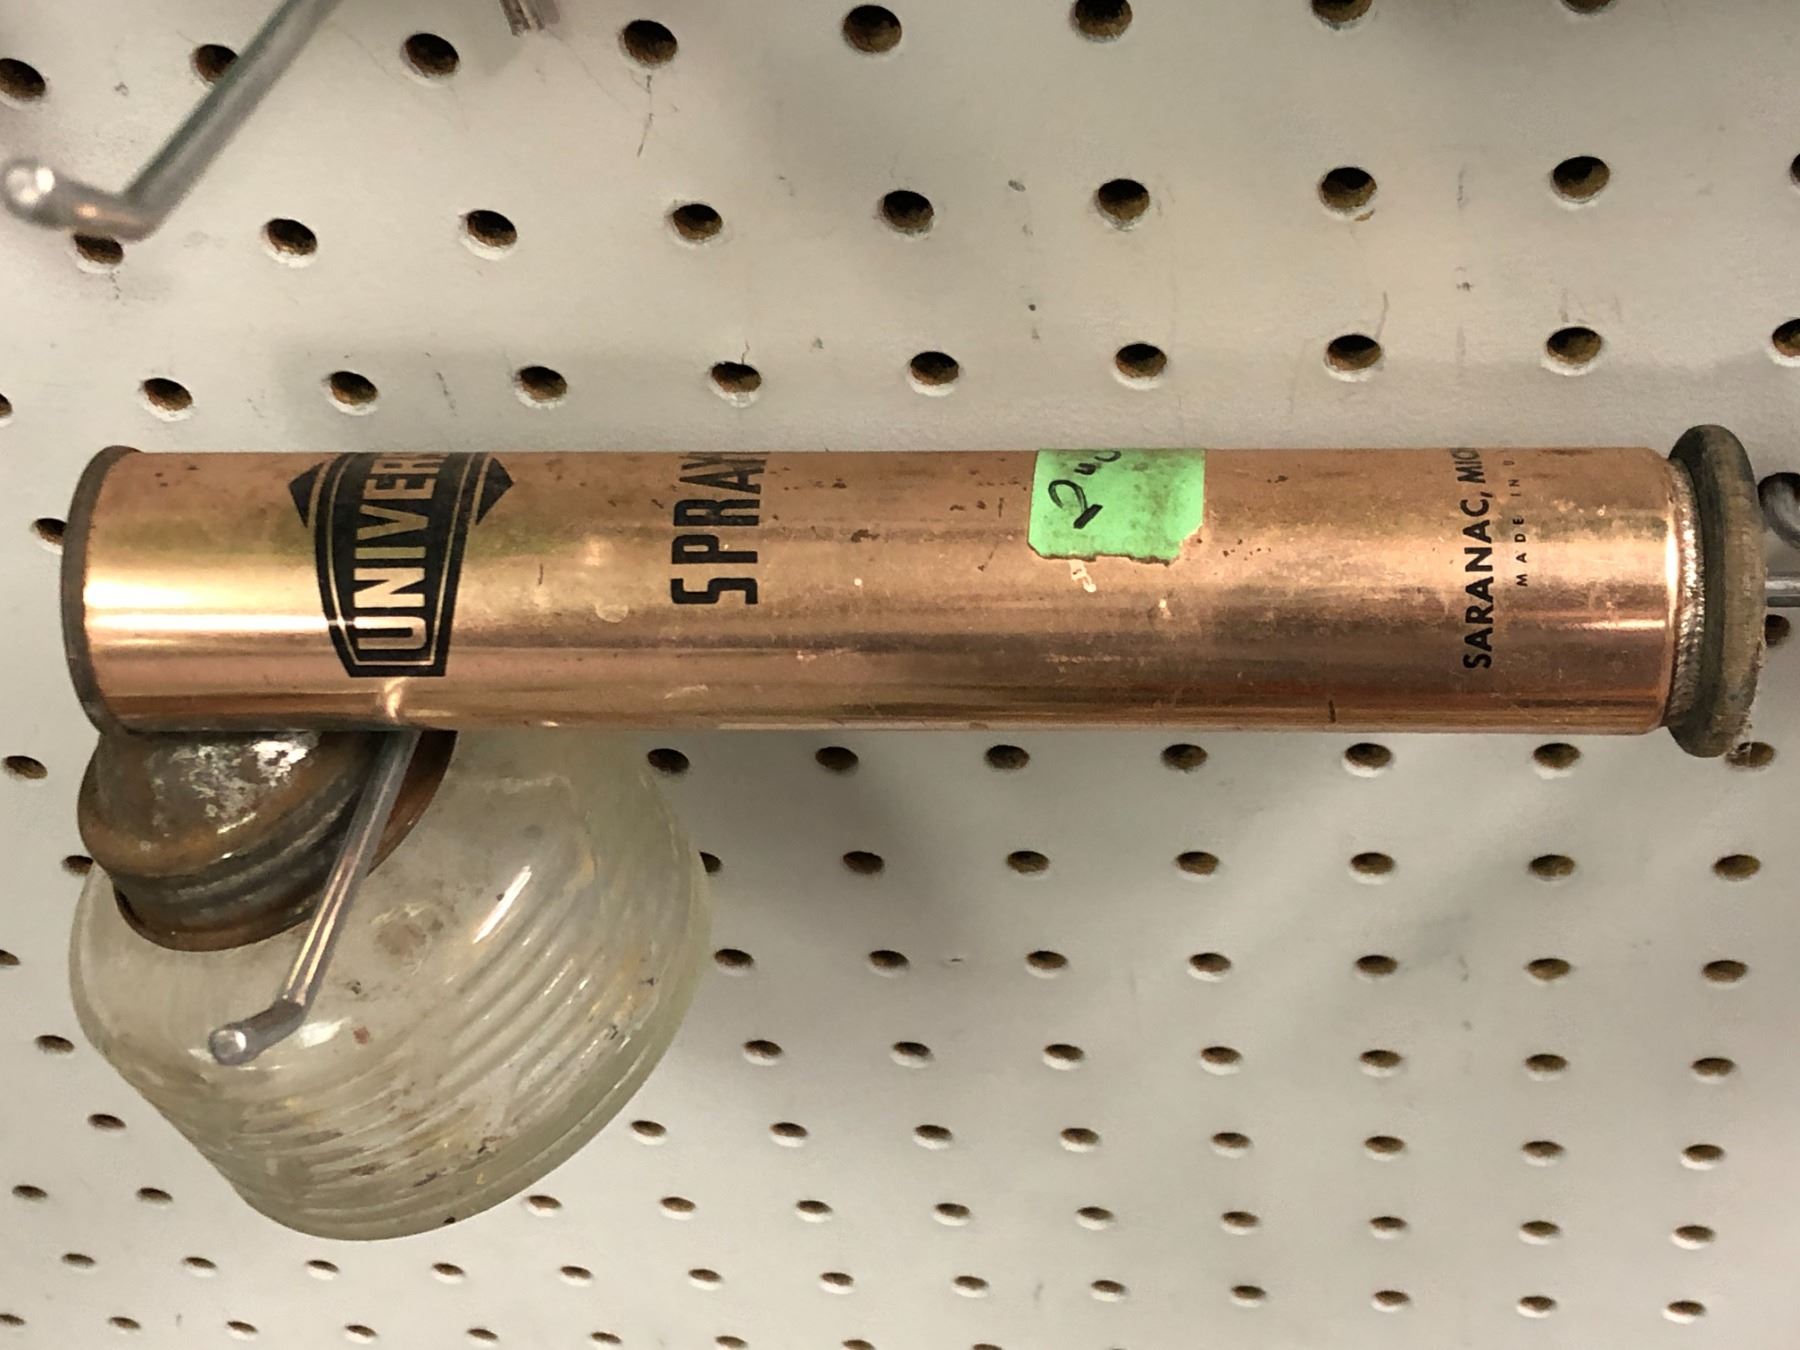 UNIVER
SPRAY
SARANAC, MIC
MADE IN U